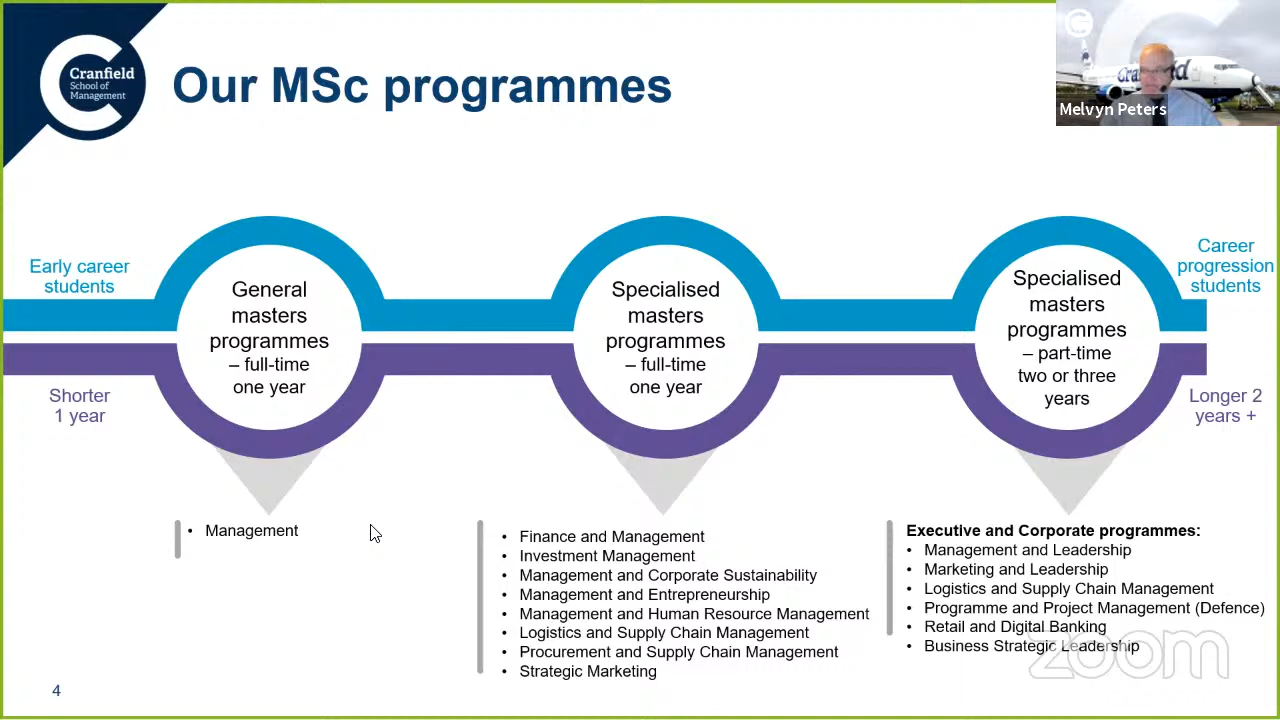 Cranfield
School of
Management
Our MSc programmes
Melvyn Peters
Early career
students
Shorter
1 year
General
masters
programmes
– full-time
one year
Specialised
masters
programmes
– full-time
one year
Specialised
masters
programmes
– part-time
two or three
years
Career
progression
students
Longer 2
years +
• Management
• Finance and Management
• Investment Management
• Management and Corporate Sustainability
• Management and Entrepreneurship
• Management and Human Resource Management
• Logistics and Supply Chain Management
• Procurement and Supply Chain Management
• Strategic Marketing
Executive and Corporate programmes:
• Management and Leadership
• Marketing and Leadership
• Logistics and Supply Chain Management
• Programme and Project Management (Defence)
• Retail and Digital Banking
• Business Strategic Leadership
zoom
4